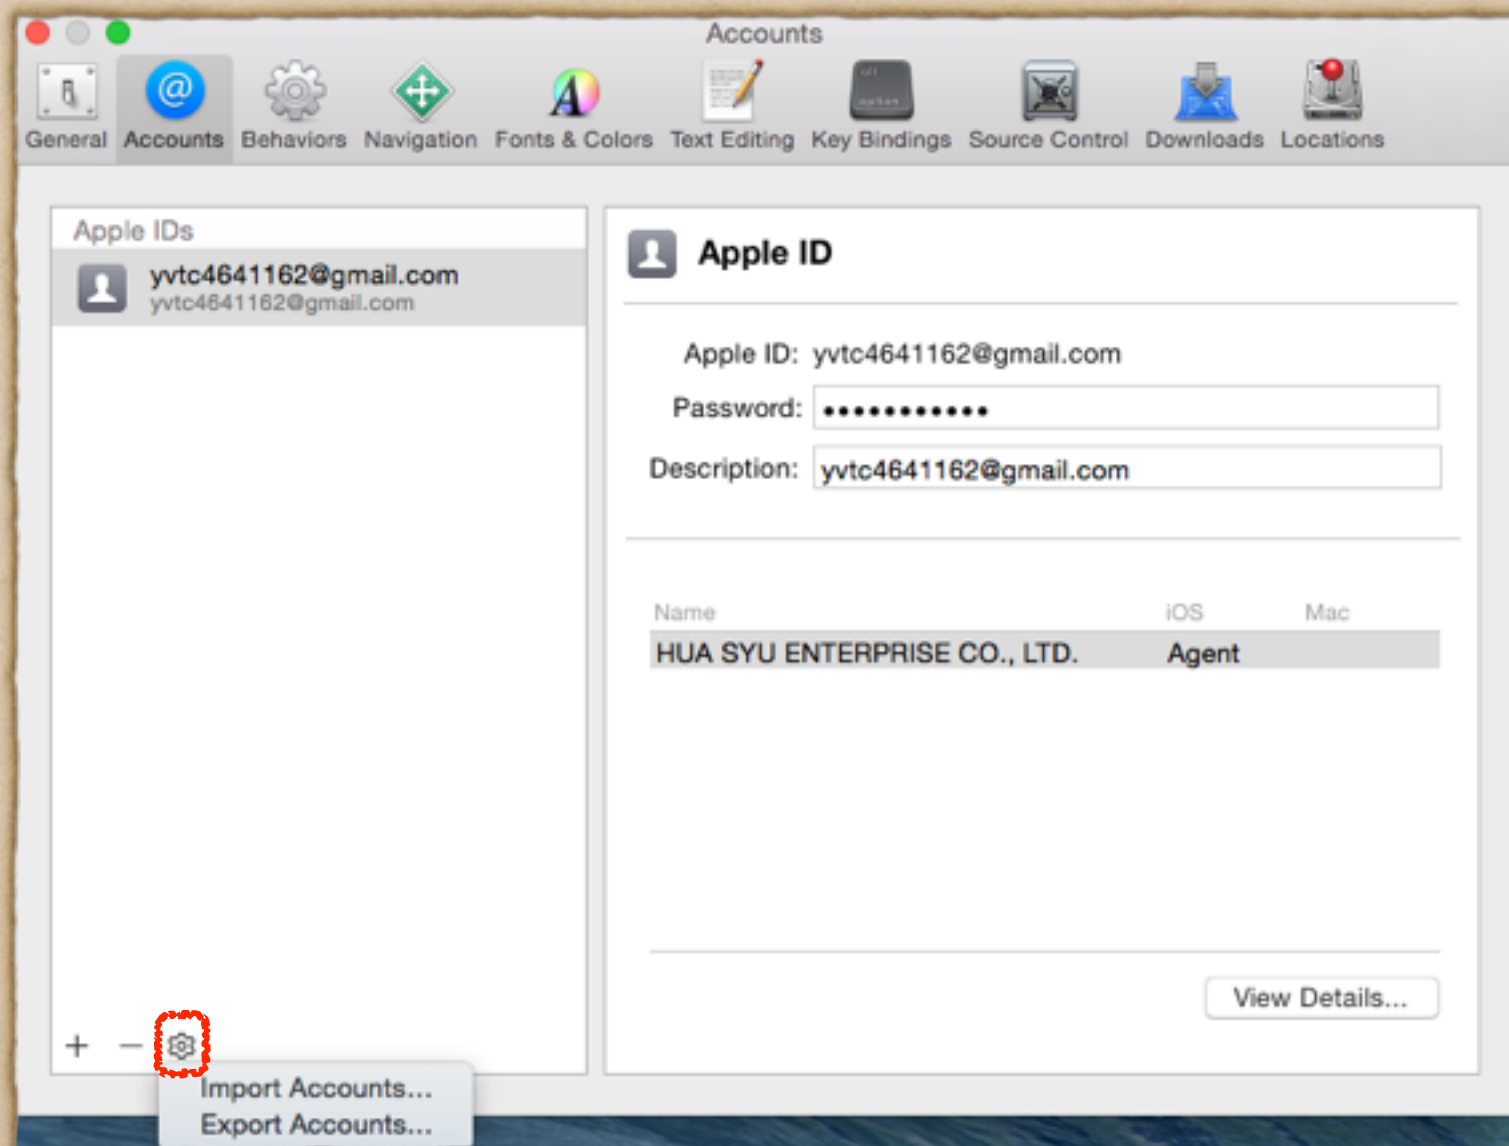 Accounts
General Accounts Behaviors Navigation Fonts & Colors Text Editing Key Bindings Source Control Downloads Locations
Apple IDs
yvtc4641162@gmail.com
yvtc4641162@gmail.com
Apple ID
Apple ID: yvtc4641162@gmail.com
Password: •••••••••••
Description: yvtc4641162@gmail.com
Name iOS Mac
HUA SYU ENTERPRISE CO., LTD. Agent
View Details...
Import Accounts...
Export Accounts...